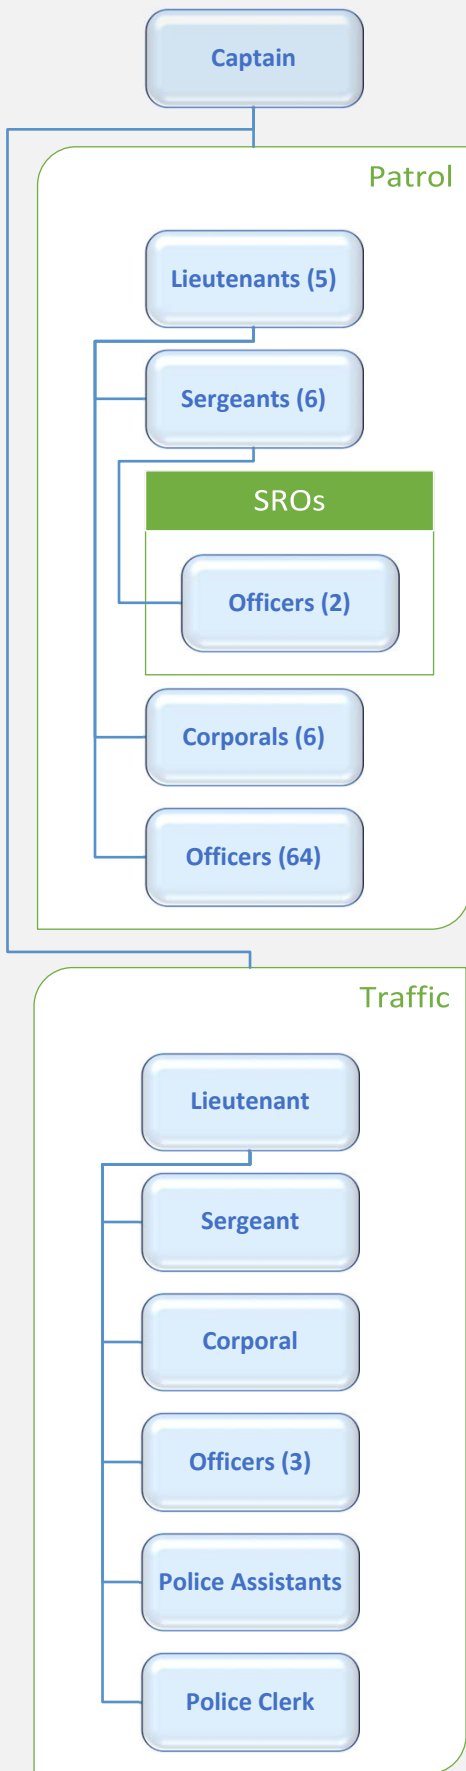 Captain
Patrol
Lieutenants (5)
Sergeants (6)
SROs
Officers (2)
Corporals (6)
Officers (64)
Traffic
Lieutenant
Sergeant
Corporal
Officers (3)
Police Assistants
Police Clerk